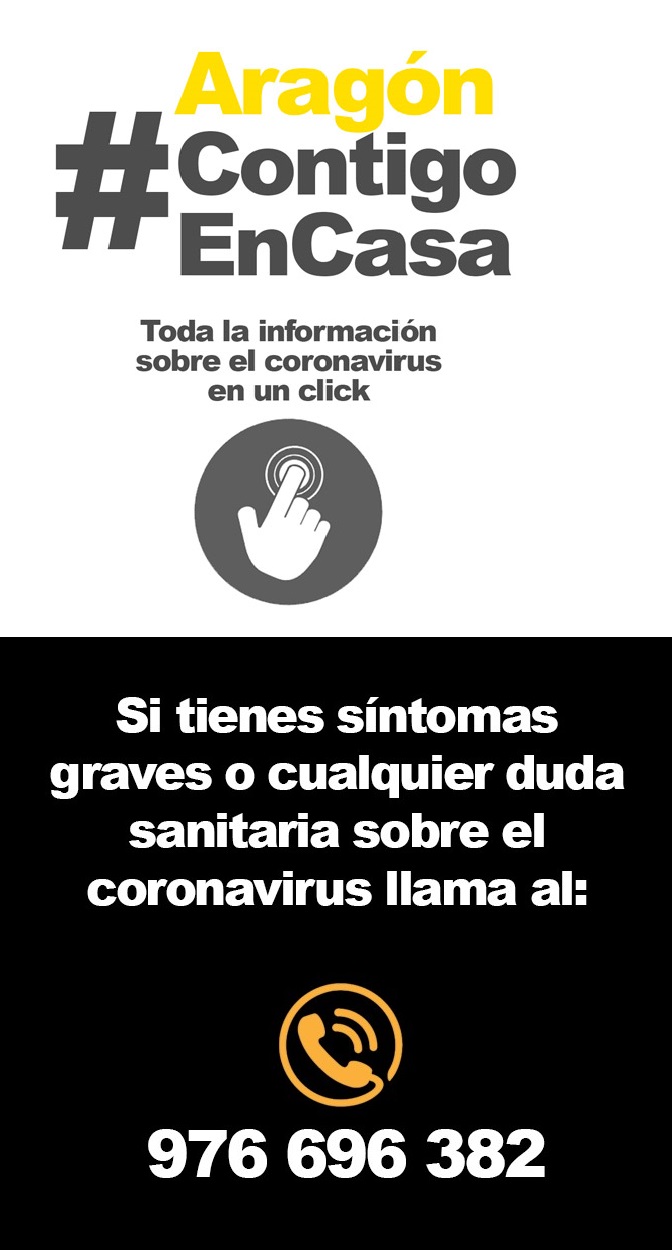 Aragón
#Contigo
EnCasa
Toda la información
sobre el coronavirus
en un click
Si tienes síntomas
graves o cualquier duda
sanitaria sobre el
coronavirus llama al:
976 696 382